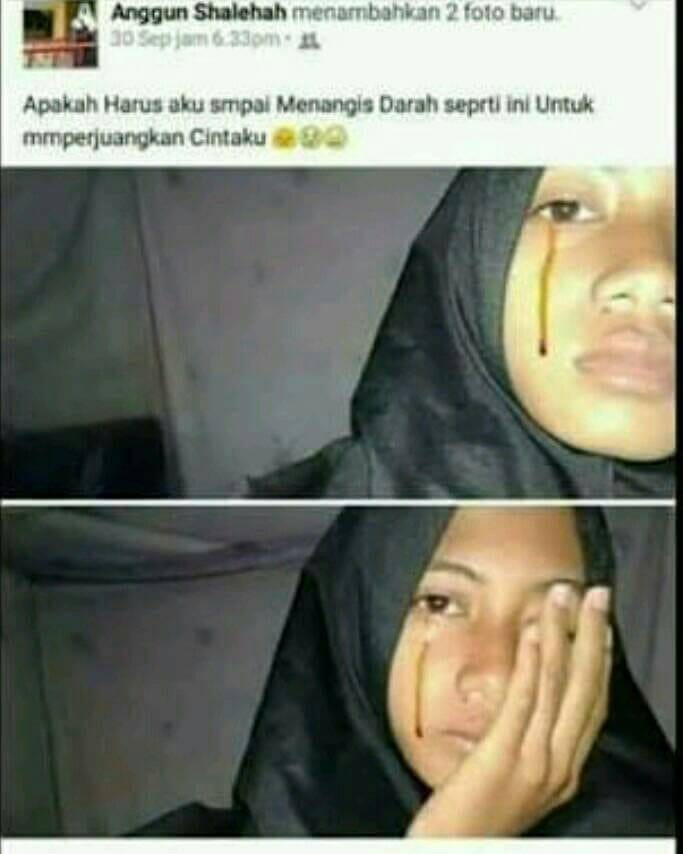 Anggun Shalehah menambahkan 2 foto baru.
30 Sep jam 6.33pm •
Apakah Harus aku smpai Menangis Darah seprti ini Untuk
mmperjuangkan Cintaku 😣😢😥